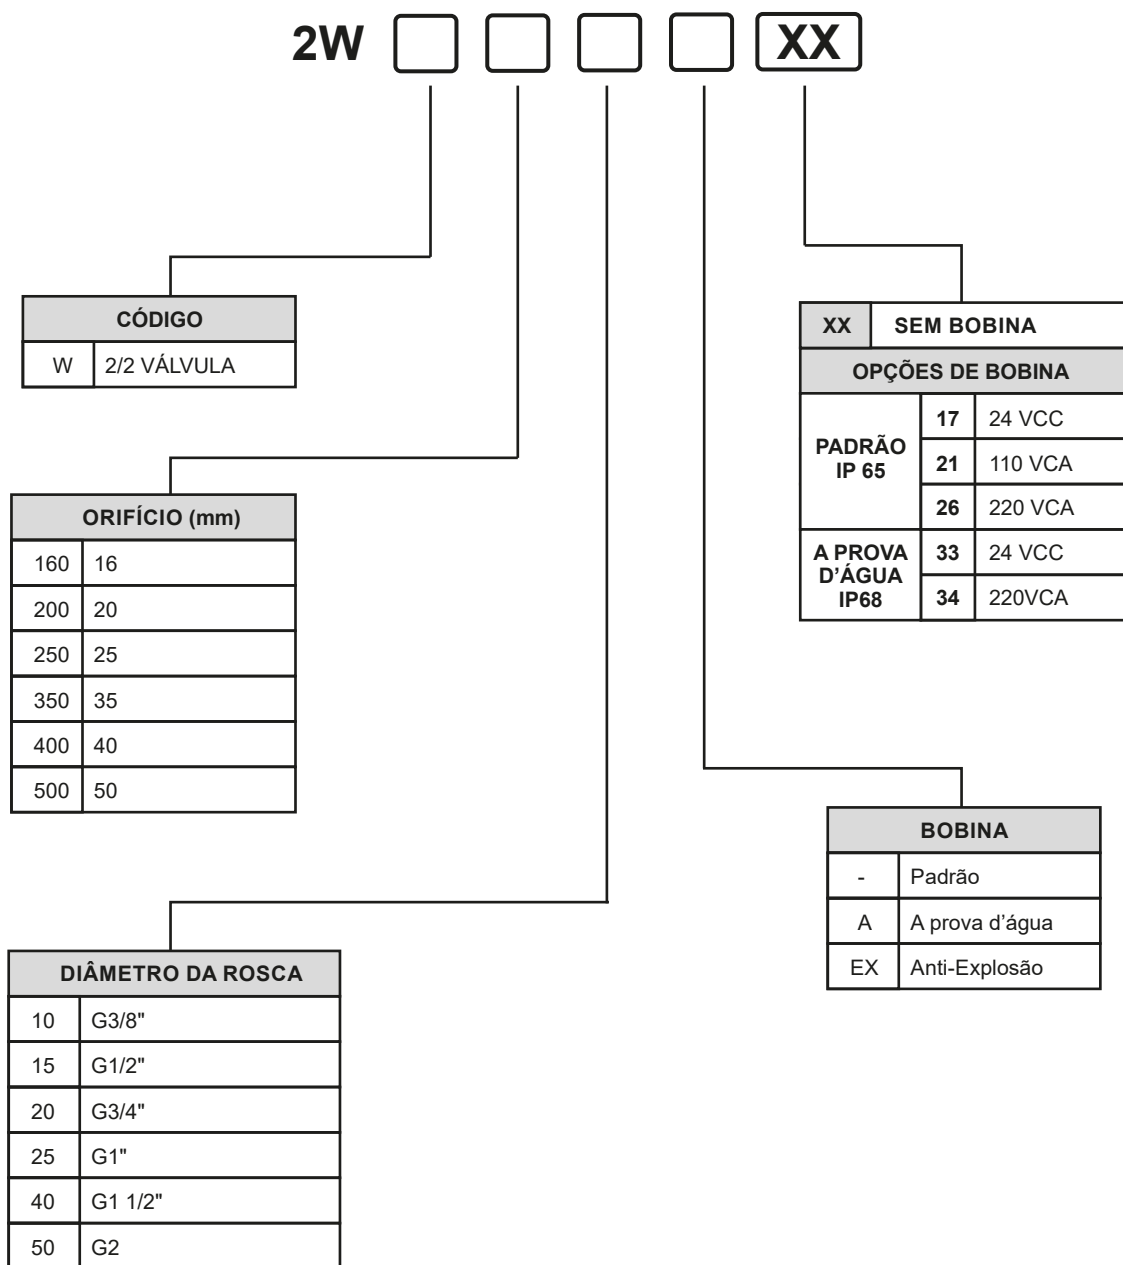 2W XX
CÓDIGO
W 2/2 VÁLVULA
ORIFÍCIO (mm)
160 16
200 20
250 25
350 35
400 40
500 50
DIÂMETRO DA ROSCA
10 G3/8"
15 G1/2"
20 G3/4"
25 G1"
40 G1 1/2"
50 G2
XX SEM BOBINA
OPÇÕES DE BOBINA
PADRÃO
IP 65
17 24 VCC
21 110 VCA
26 220 VCA
A PROVA
D’ÁGUA
IP68
33 24 VCC
34 220VCA
BOBINA
- Padrão
A A prova d’água
EX Anti-Explosão